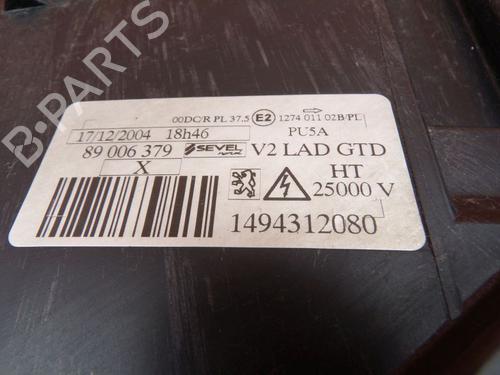 B-PARTS
00DC/R PL 37.5 E2 1274 011 02B/PL
17/12/2004 18h46 PU5A
89 006 379 SEVEL V2 LAD GTD
X HT
25000 V
1494312080